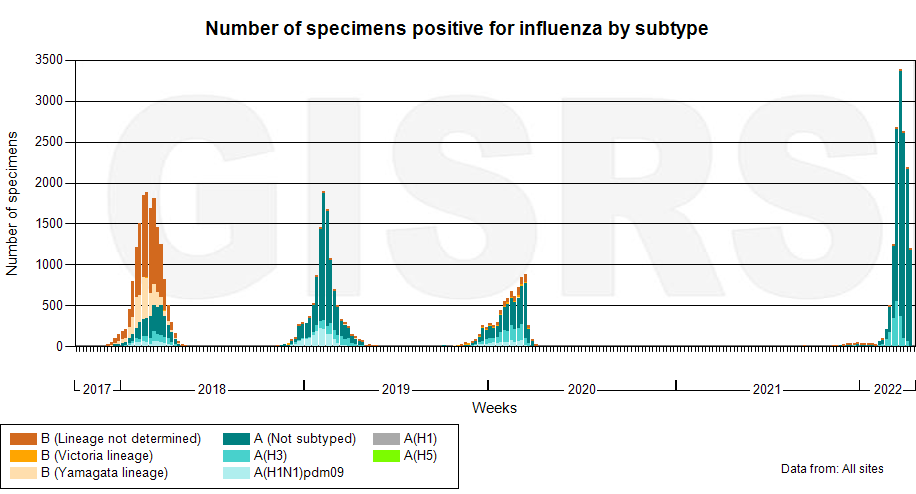 Number of specimens positive for influenza by subtype
GISRS
Number of specimens
3500
3000
2500
2000
1500
1000
500
0
2017 2018 2019 2020 2021 2022
Weeks
B (Lineage not determined) A (Not subtyped) A(H1)
B (Victoria lineage) A(H3) A(H5)
B (Yamagata lineage) A(H1N1)pdm09
Data from: All sites